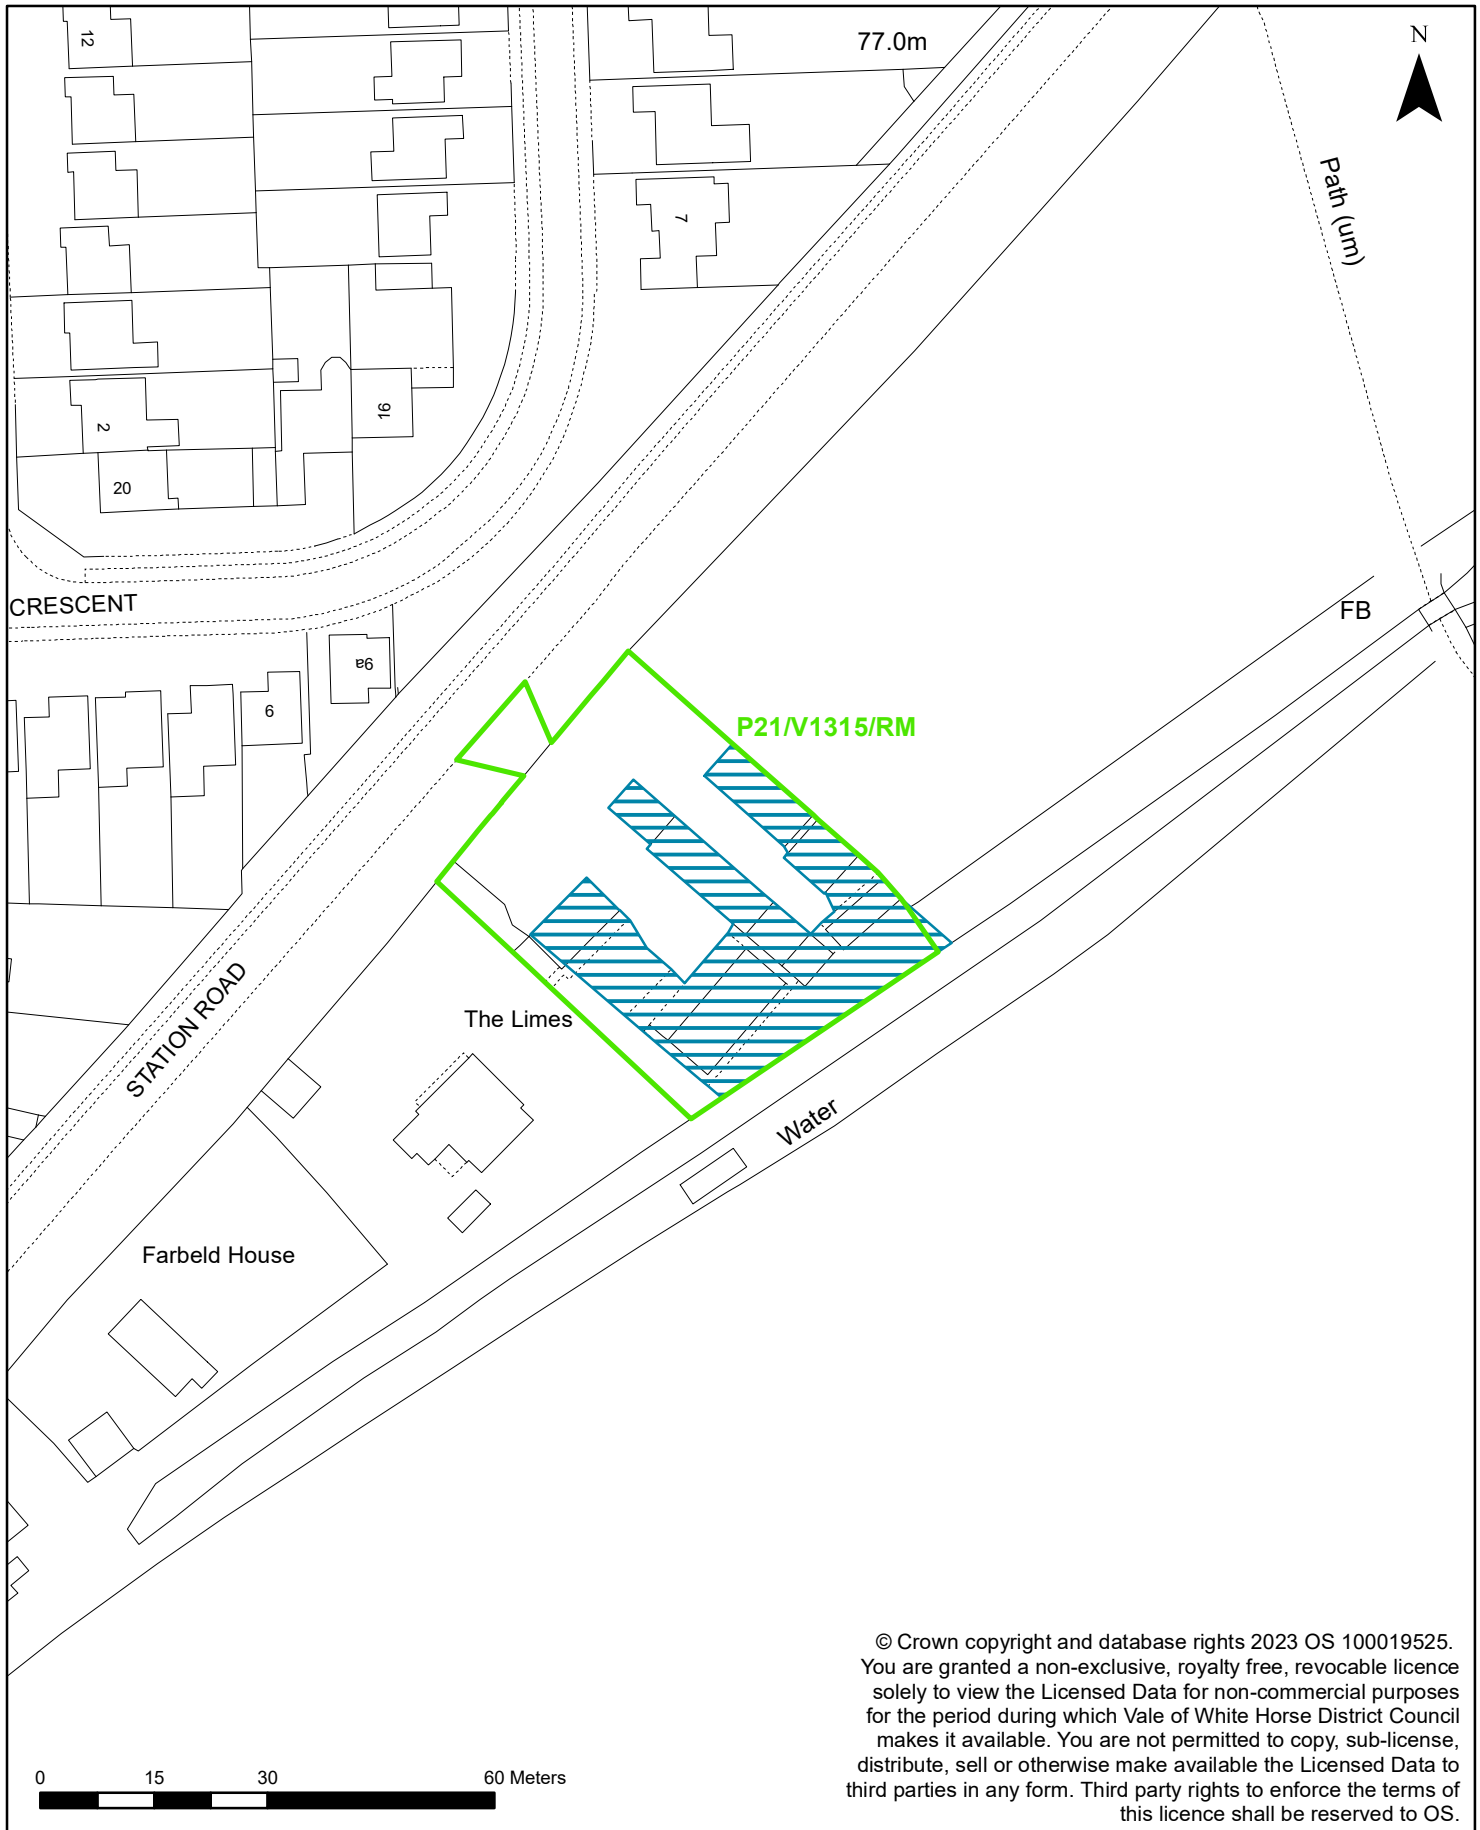 12
77.0m
N
Path (um)
7
2
16
20
CRESCENT
FB
9a
6
P21/V1315/RM
STATION ROAD
The Limes
Water
Farbeld House
© Crown copyright and database rights 2023 OS 100019525.
You are granted a non-exclusive, royalty free, revocable licence
solely to view the Licensed Data for non-commercial purposes
for the period during which Vale of White Horse District Council
makes it available. You are not permitted to copy, sub-license,
distribute, sell or otherwise make available the Licensed Data to
third parties in any form. Third party rights to enforce the terms of
this licence shall be reserved to OS.
0 15 30 60 Meters